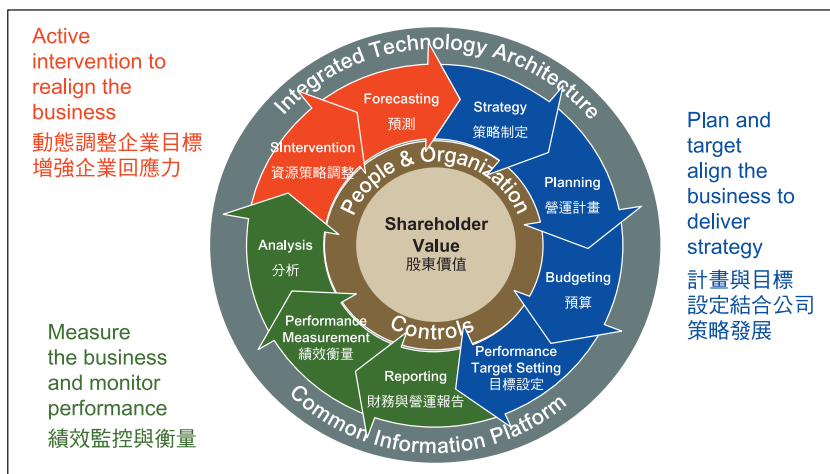 Active
intervention to
realign the
business
動態調整企業目標
增強企業回應力
Integrated Technology Architecture
Forecasting
預測
Strategy
策略制定
SIntervention
資源策略調整
People & Organization
Planning
營運計畫
Plan and
target
align the
business to
deliver
strategy
計畫與目標
設定結合公司
策略發展
Shareholder
Value
股東價值
Analysis
分析
Budgeting
預算
Controls
Measure
the business
and monitor
performance
績效監控與衡量
Performance
Measurement
績效衡量
Performance
Target Setting
目標設定
Reporting
財務與營運報告
Common Information Platform